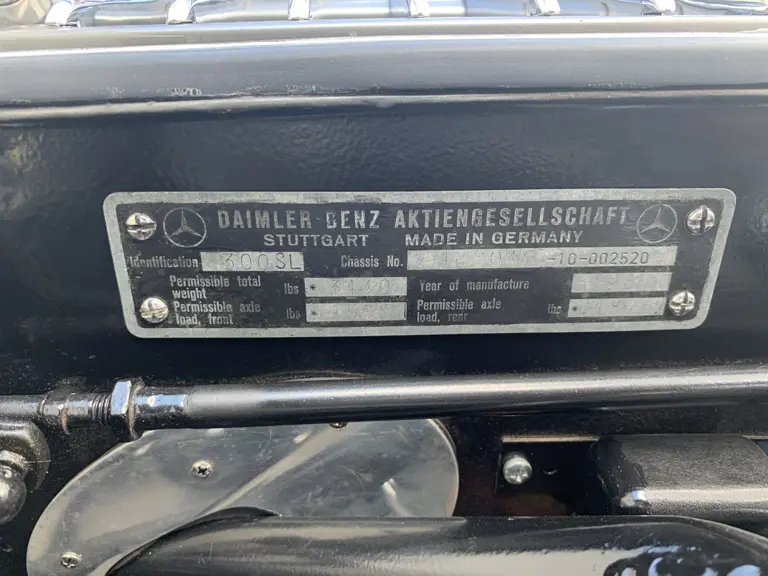 DAIMLER-BENZ AKTIENGESELLSCHAFT
STUTTGART MADE IN GERMANY
Identification 300SL Chassis No. -10-002520
Permissible total weight lbs Year of manufacture
Permissible axle load, front lbs Permissible axle load, rear lbs